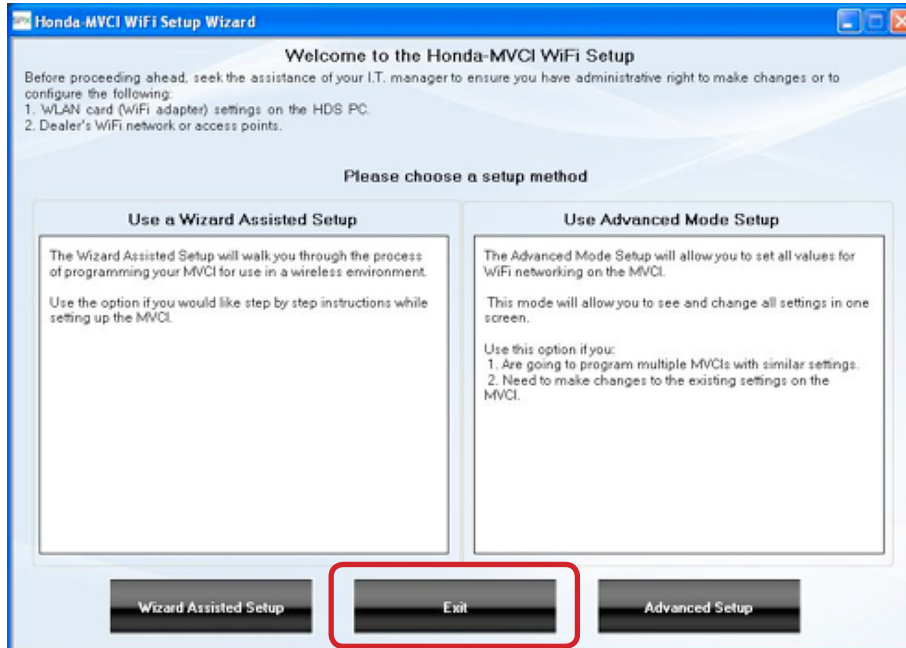 Honda-MVCI WiFi Setup Wizard
Welcome to the Honda-MVCI WiFi Setup
Before proceeding ahead, seek the assistance of your I.T. manager to ensure you have administrative right to make changes or to
configure the following:
1. WLAN card (WiFi adapter) settings on the HDS PC.
2. Dealer's WiFi network or access points.
Please choose a setup method
Use a Wizard Assisted Setup
The Wizard Assisted Setup will walk you through the process
of programming your MVCI for use in a wireless environment.
Use the option if you would like step by step instructions while
setting up the MVCI.
Use Advanced Mode Setup
The Advanced Mode Setup will allow you to set all values for
WiFi networking on the MVCI.
This mode will allow you to see and change all settings in one
screen.
Use this option if you:
1. Are going to program multiple MVCIs with similar settings.
2. Need to make changes to the existing settings on the
MVCI.
Wizard Assisted Setup
Exit
Advanced Setup